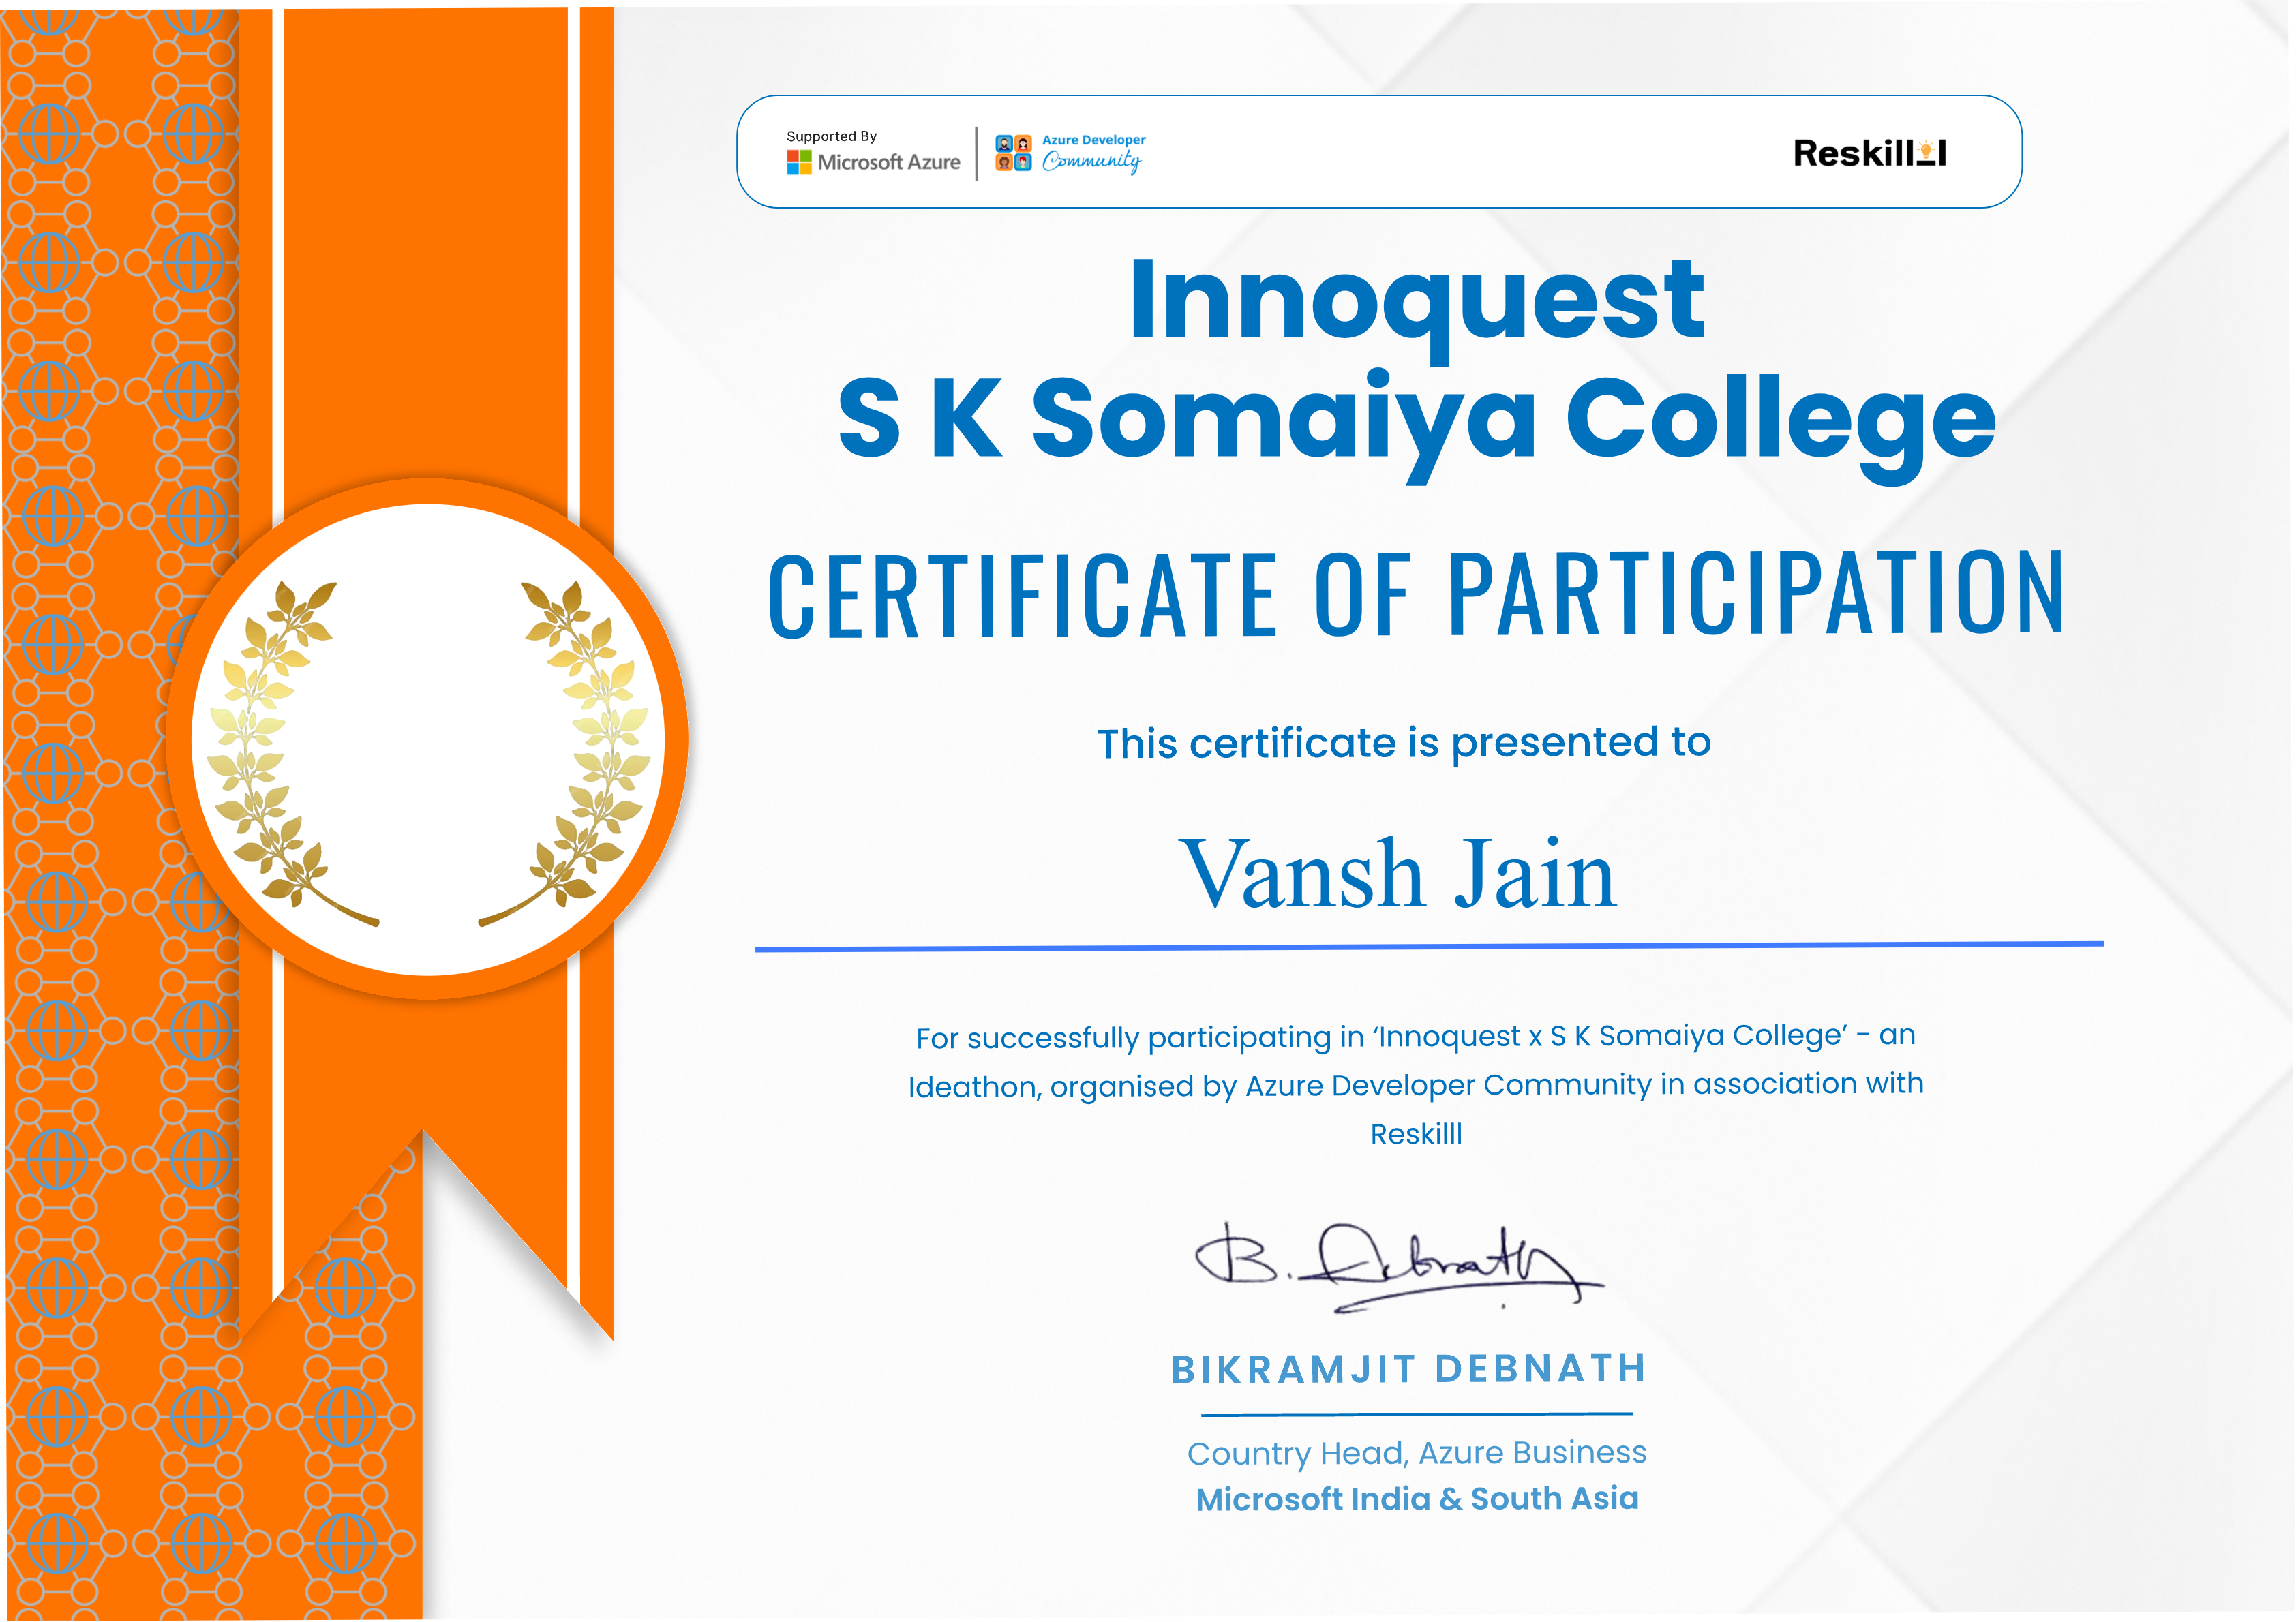 Supported By
Microsoft Azure
Azure Developer
Community
Reskilll
Innoquest
S K Somaiya College
CERTIFICATE OF PARTICIPATION
This certificate is presented to
Vansh Jain
For successfully participating in ‘Innoquest x S K Somaiya College’ - an
Ideathon, organised by Azure Developer Community in association with
Reskilll
B. Debnath
BIKRAMJIT DEBNATH
Country Head, Azure Business
Microsoft India & South Asia